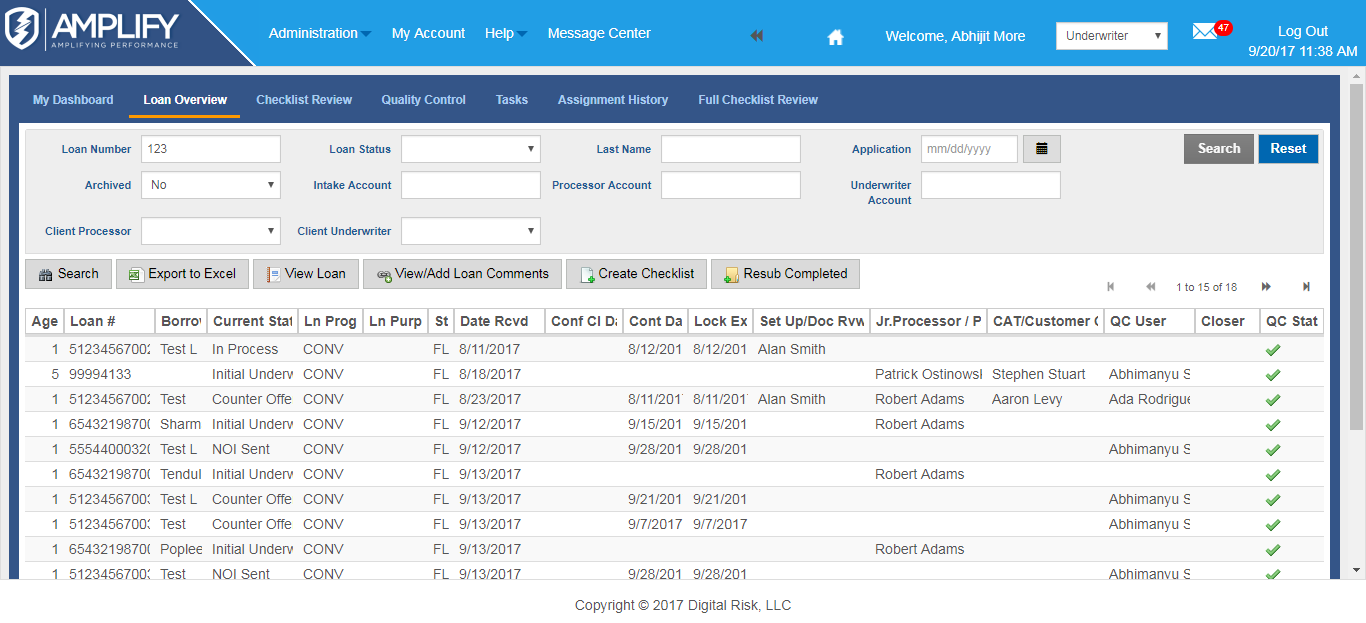 AMPLIFY
AMPLIFYING PERFORMANCE
Administration My Account Help Message Center
Welcome, Abhijit More
Underwriter
47
Log Out
9/20/17 11:38 AM
My Dashboard Loan Overview Checklist Review Quality Control Tasks Assignment History Full Checklist Review
Loan Number 123 Loan Status Last Name Application mm/dd/yyyy Search Reset
Archived No Intake Account Processor Account Underwriter Account
Client Processor Client Underwriter
Search Export to Excel View Loan View/Add Loan Comments Create Checklist Resub Completed
1 to 15 of 18
Age Loan # Borro Current Stat Ln Prog Ln Purp St Date Rcvd Conf Cl Da Cont Da Lock Ex Set Up/Doc Rvw Jr.Processor / P CAT/Customer C QC User Closer QC Stat
1 51234567002 Test L In Process CONV FL 8/11/2017 8/12/201 8/12/201 Alan Smith
5 99994133 Initial Underw CONV FL 8/18/2017 Patrick Ostinowsk Stephen Stuart Abhimanyu S
1 51234567002 Test Counter Offe CONV FL 8/23/2017 8/11/201 8/11/201 Alan Smith Robert Adams Aaron Levy Ada Rodrigue
1 65432198700 Sharm Initial Underw CONV FL 9/12/2017 9/15/201 9/15/201 Robert Adams
1 55544000320 Test L NOI Sent CONV FL 9/12/2017 9/28/201 9/28/201 Abhimanyu S
1 65432198700 Tendul Initial Underw CONV FL 9/13/2017 Robert Adams
1 51234567003 Test L Counter Offe CONV FL 9/13/2017 9/21/201 9/21/201 Abhimanyu S
1 51234567003 Test Counter Offe CONV FL 9/13/2017 9/7/2017 9/7/2017 Abhimanyu S
1 65432198700 Poplee Initial Underw CONV FL 9/13/2017 Robert Adams
1 51234567003 Test NOI Sent CONV FL 9/13/2017 9/28/201 9/28/201 Abhimanyu S
Copyright © 2017 Digital Risk, LLC